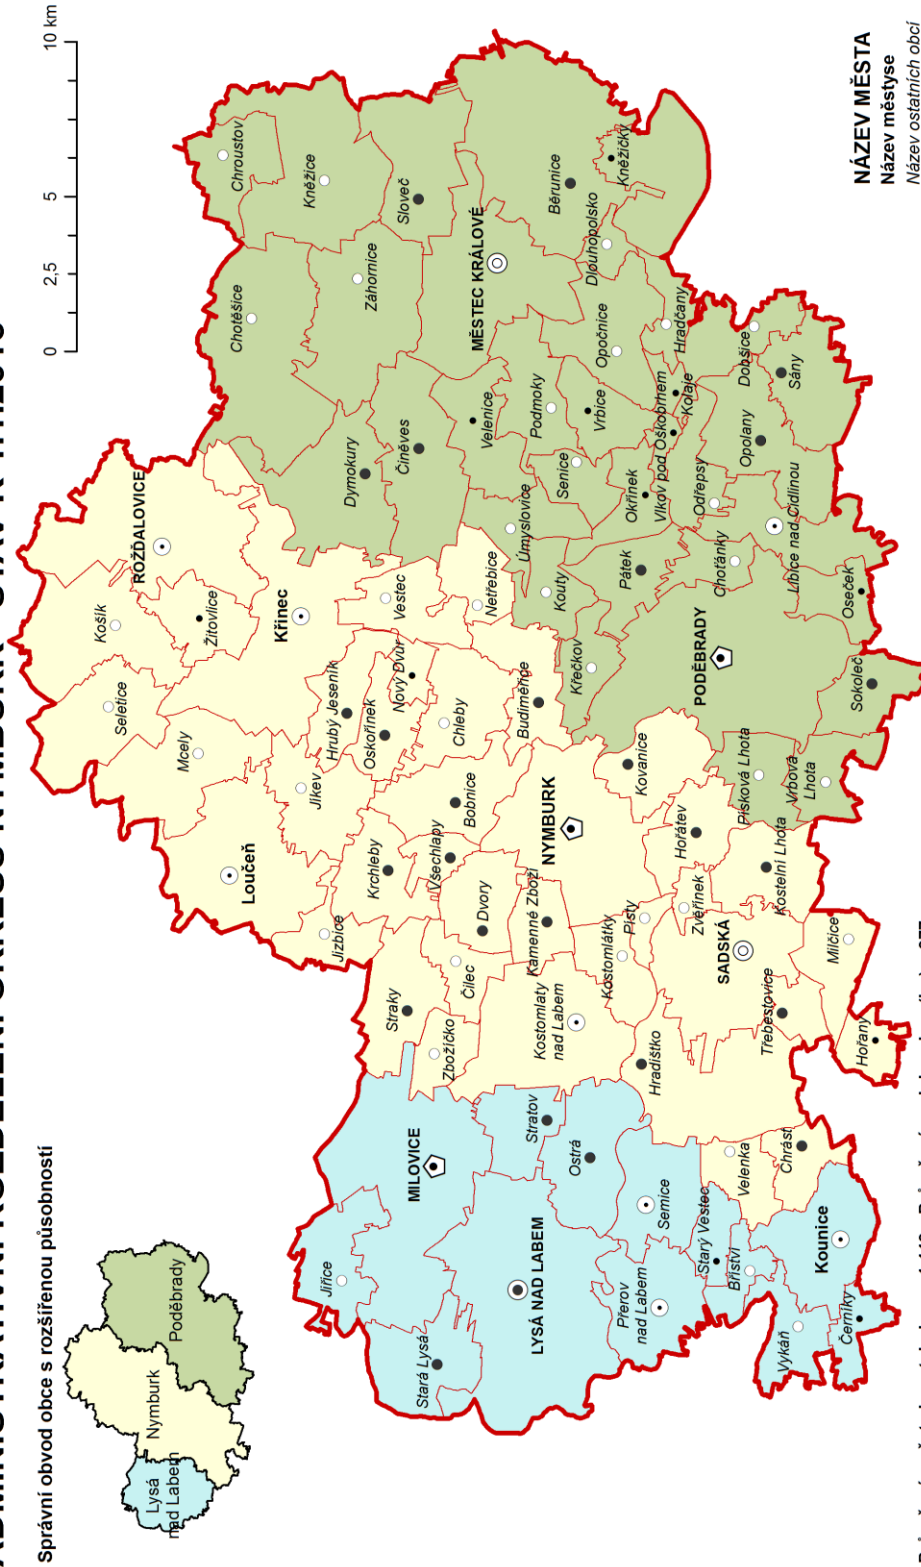 Správní obvod obce s rozšířenou působností
Lysá
nad Labem
Nymburk
Poděbrady
0
2,5
5
10 km
Chroustov
Kněžice
Sloveč
Chotěšice
Záhornice
MĚSTEC KRÁLOVÉ
Běrunice
Kněžičky
Dlouhopolsko
Dymokury
Činěves
Velenice
Podmoky
Opočnice
Vrbice
Hradčany
Senice
Úmyslovice
Okřínek
Vlkov pod Oškobrhem
Kolaje
Dobšice
Sány
Opolany
Odřepsy
Kouty
Pátek
Choťánky
Libice nad Cidlinou
Oseček
Křečkov
PODĚBRADY
Sokoleč
Písková Lhota
Vrbová
Lhota
ROŽĎALOVICE
Košík
Žitovlice
Seletice
Křinec
Vestec
Netřebice
Mcely
Hrubý Jeseník
Nový Dvůr
Oskořínek
Chleby
Budiměřice
Jíkev
Loučeň
Bobnice
Krchleby
Všechlapy
NYMBURK
Kovanice
Hořátev
Kostelní Lhota
Jizbice
Dvory
Kamenné Zboží
Písty
Zvěřínek
Kostomlátky
SADSKÁ
Milčice
Straky
Čilec
Zbožíčko
Kostomlaty
nad Labem
Hradištko
Třebestovice
Hořany
MILOVICE
Stratov
Ostrá
Velenka
Chrást
Jiřice
Semice
Starý Vestec
Kounice
LYSÁ NAD LABEM
Přerov
nad Labem
Bříství
Stará Lysá
Vykáň
Černíky
NÁZEV MĚSTA
Název městyse
Název ostatních obcí